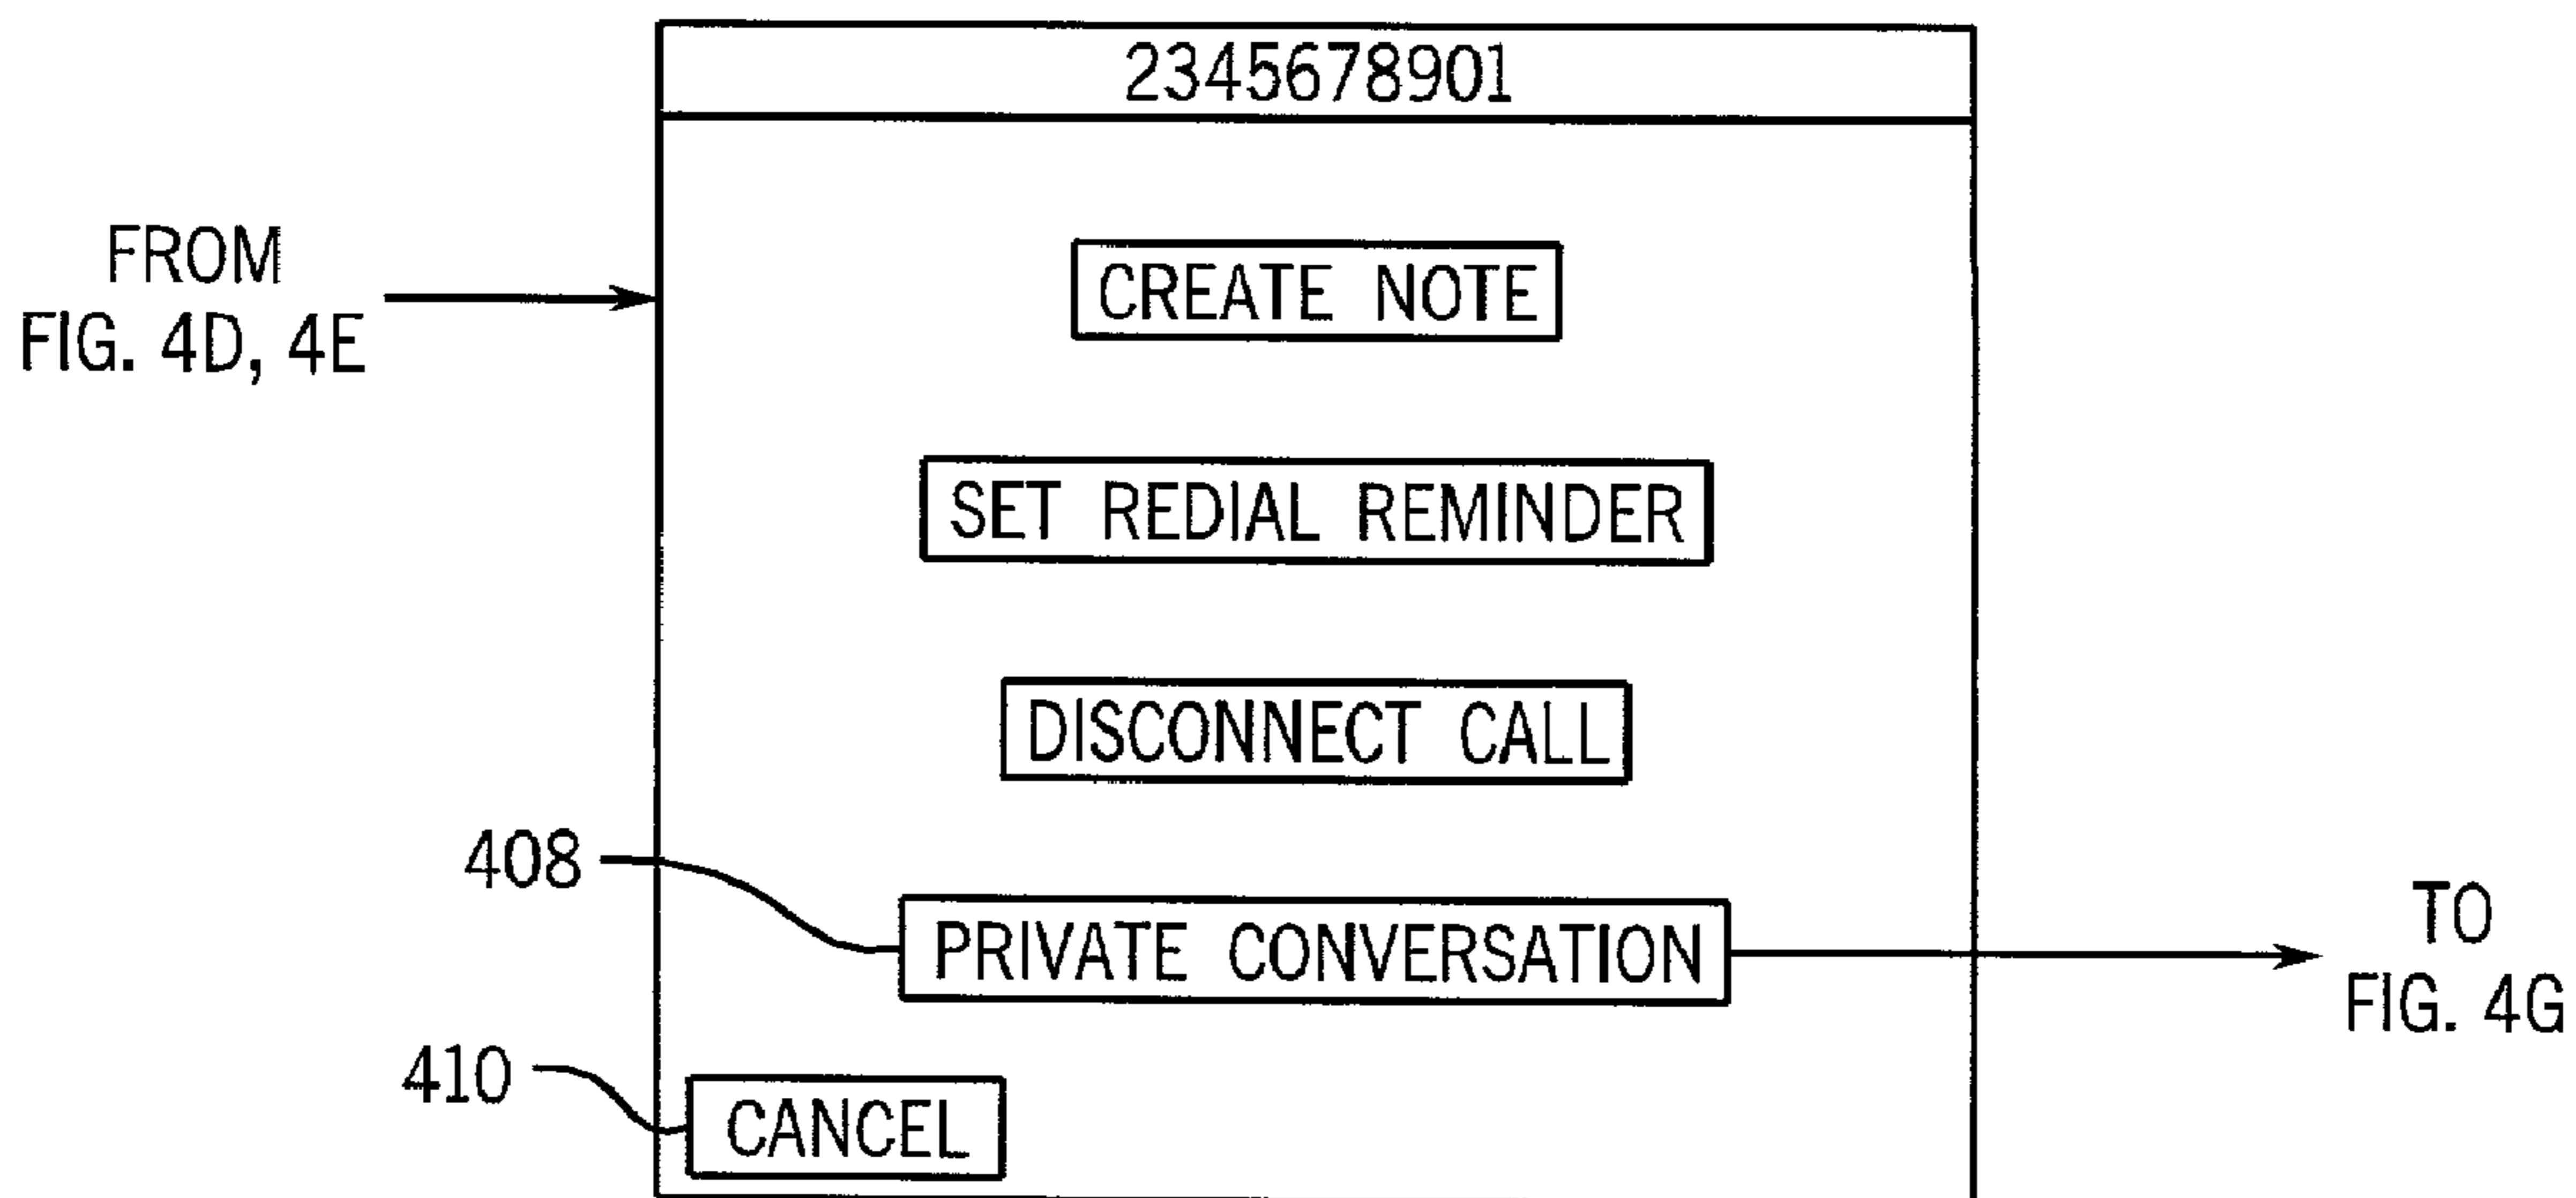 2345678901
FROM
FIG. 4D, 4E
CREATE NOTE
SET REDIAL REMINDER
DISCONNECT CALL
408
PRIVATE CONVERSATION
TO
FIG. 4G
410
CANCEL